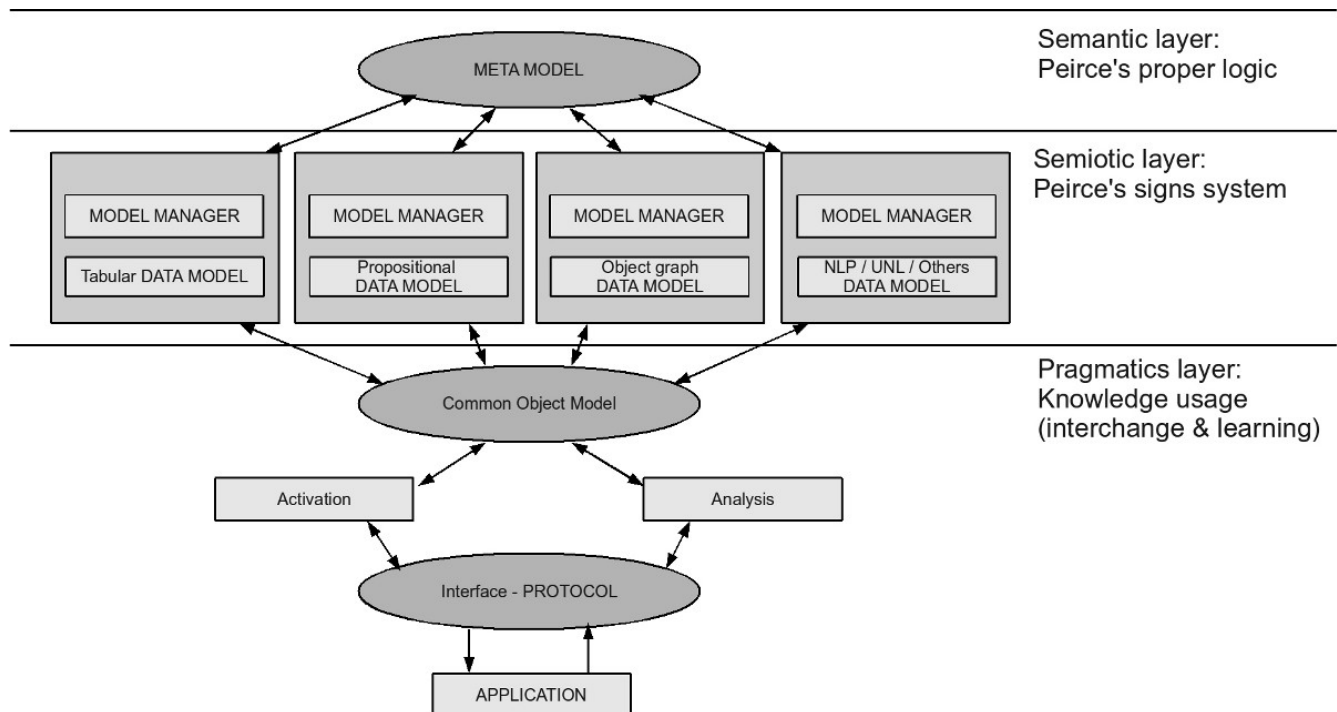 META MODEL
Semantic layer:
Peirce's proper logic
Semiotic layer:
Peirce's signs system
MODEL MANAGER
MODEL MANAGER
MODEL MANAGER
MODEL MANAGER
Tabular DATA MODEL
Propositional
DATA MODEL
Object graph
DATA MODEL
NLP / UNL / Others
DATA MODEL
Pragmatics layer:
Knowledge usage
(interchange & learning)
Common Object Model
Activation
Analysis
Interface - PROTOCOL
APPLICATION